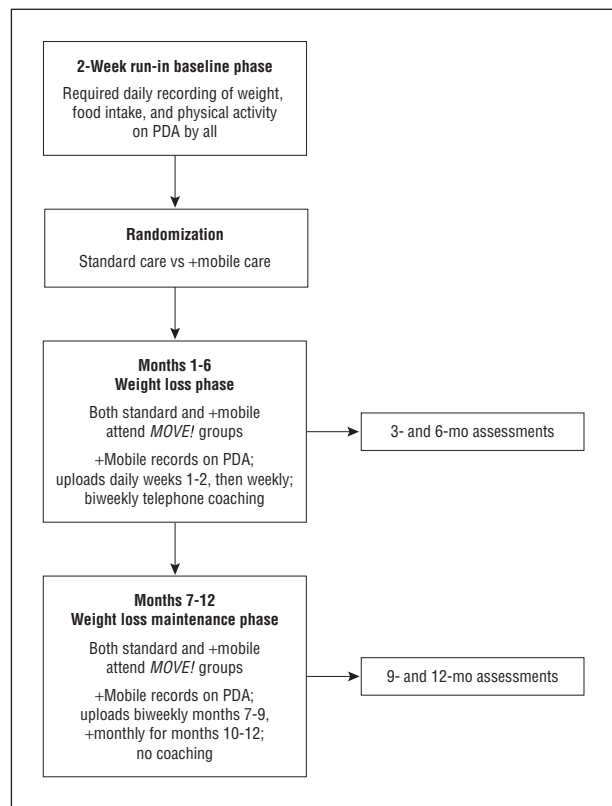 2-Week run-in baseline phase
Required daily recording of weight,
food intake, and physical activity
on PDA by all
Randomization
Standard care vs +mobile care
Months 1-6
Weight loss phase
Both standard and +mobile
attend MOVE! groups
+Mobile records on PDA;
uploads daily weeks 1-2, then weekly;
biweekly telephone coaching
3- and 6-mo assessments
Months 7-12
Weight loss maintenance phase
Both standard and +mobile
attend MOVE! groups
+Mobile records on PDA;
uploads biweekly months 7-9,
+monthly for months 10-12;
no coaching
9- and 12-mo assessments